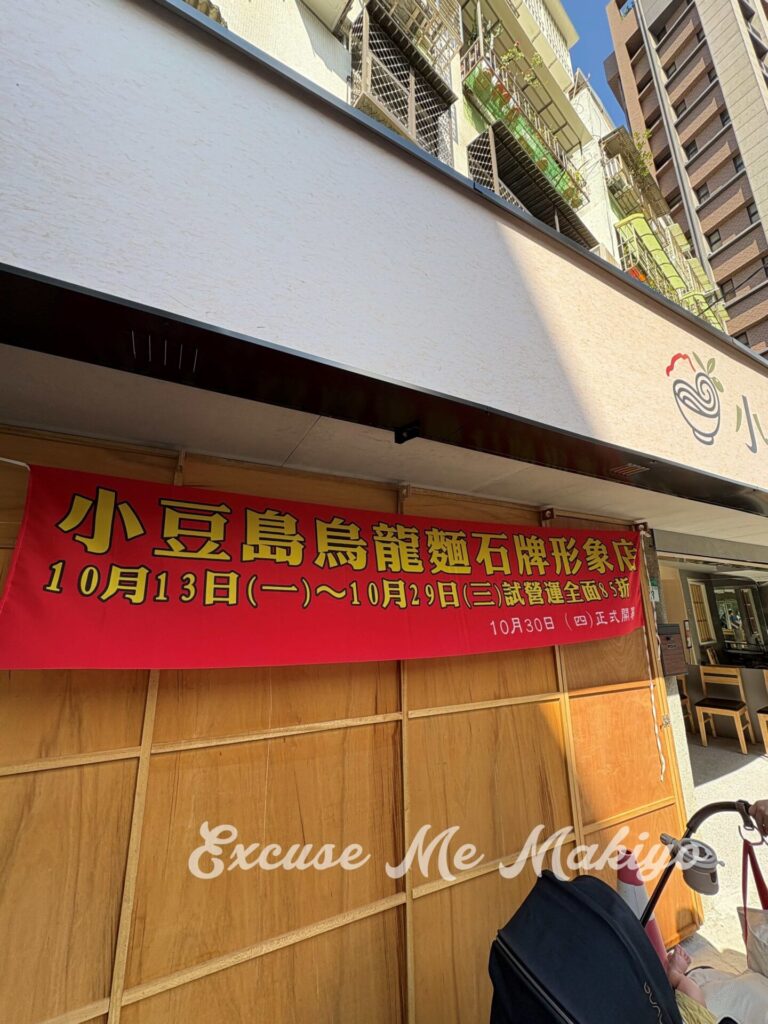 小
小豆島烏龍麵石牌形象店
10月13日(一)～10月29日(三)試營運全面85折
10月30日 (四)正式開幕
Excuse Me Makiyo